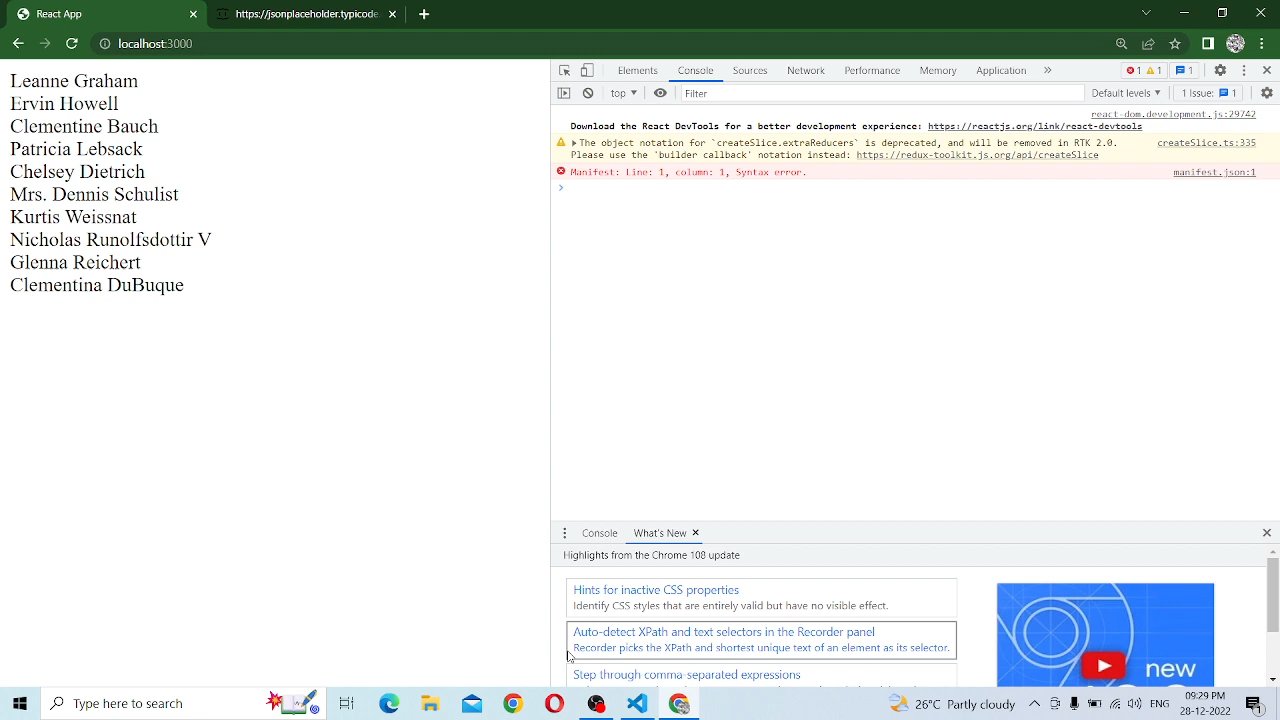 React App
https://jsonplaceholder.typicode.
localhost:3000
Leanne Graham
Ervin Howell
Clementine Bauch
Patricia Lebsack
Chelsey Dietrich
Mrs. Dennis Schulist
Kurtis Weissnat
Nicholas Runolfsdottir V
Glenna Reichert
Clementina DuBuque
Elements Console Sources Network Performance Memory Application » 1 1 1
top Filter Default levels 1 Issue: 1
react-dom.development.js:29742
Download the React DevTools for a better development experience: https://reactjs.org/link/react-devtools
The object notation for `createSlice.extraReducers` is deprecated, and will be removed in RTK 2.0. createSlice.ts:335
Please use the 'builder callback' notation instead: https://redux-toolkit.js.org/api/createSlice
Manifest: Line: 1, column: 1, Syntax error. manifest.json:1
Console What's New
Highlights from the Chrome 108 update
Hints for inactive CSS properties
Identify CSS styles that are entirely valid but have no visible effect.
Auto-detect XPath and text selectors in the Recorder panel
Recorder picks the XPath and shortest unique text of an element as its selector.
Step through comma-separated expressions
new
Type here to search
26°C Partly cloudy
ENG
09:29 PM
28-12-2022
1